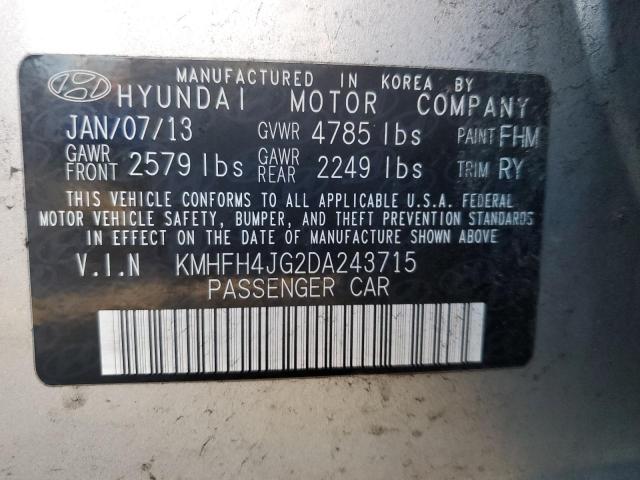 MANUFACTURED IN KOREA BY
HYUNDAI MOTOR COMPANY
JAN/07/13 GVWR 4785 lbs PAINT FHM
GAWR FRONT 2579 lbs GAWR REAR 2249 lbs TRIM RY
THIS VEHICLE CONFORMS TO ALL APPLICABLE U.S.A. FEDERAL
MOTOR VEHICLE SAFETY, BUMPER, AND THEFT PREVENTION STANDARDS
IN EFFECT ON THE DATE OF MANUFACTURE SHOWN ABOVE
V.I.N KMHFH4JG2DA243715
PASSENGER CAR